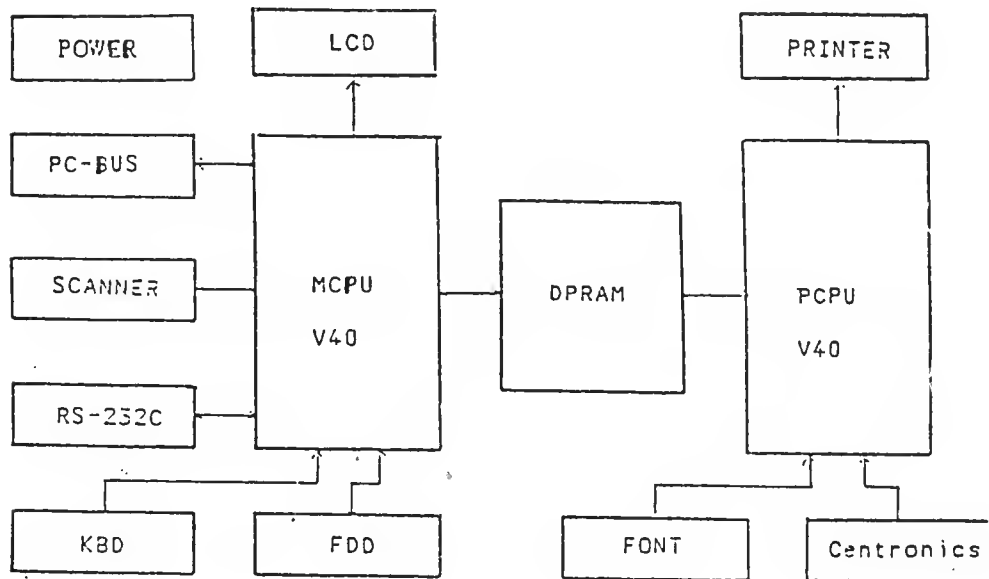 POWER
LCD
PRINTER
PC-BUS
SCANNER
MCPU
V40
DPRAM
PCPU
V40
RS-232C
KBD
FDD
FONT
Centronics